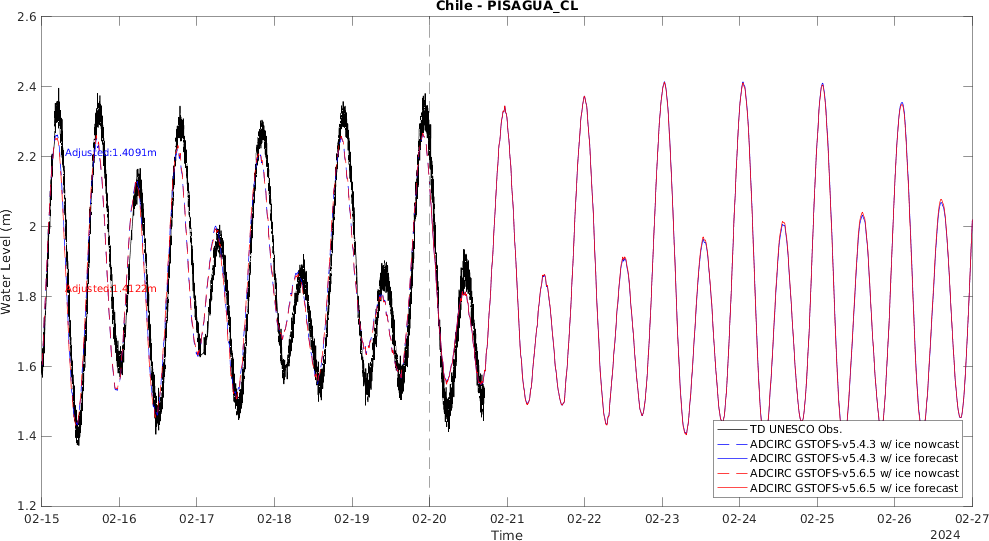 Chile - PISAGUA_CL
2.6
2.4
2.2
2
1.8
1.6
1.4
1.2
Water Level (m)
Adjusted:1.4091m
Adjusted:1.4122m
TD UNESCO Obs.
ADCIRC GSTOFS-v5.4.3 w/ ice nowcast
ADCIRC GSTOFS-v5.4.3 w/ ice forecast
ADCIRC GSTOFS-v5.6.5 w/ ice nowcast
ADCIRC GSTOFS-v5.6.5 w/ ice forecast
02-15 02-16 02-17 02-18 02-19 02-20 02-21 02-22 02-23 02-24 02-25 02-26 02-27
Time
2024